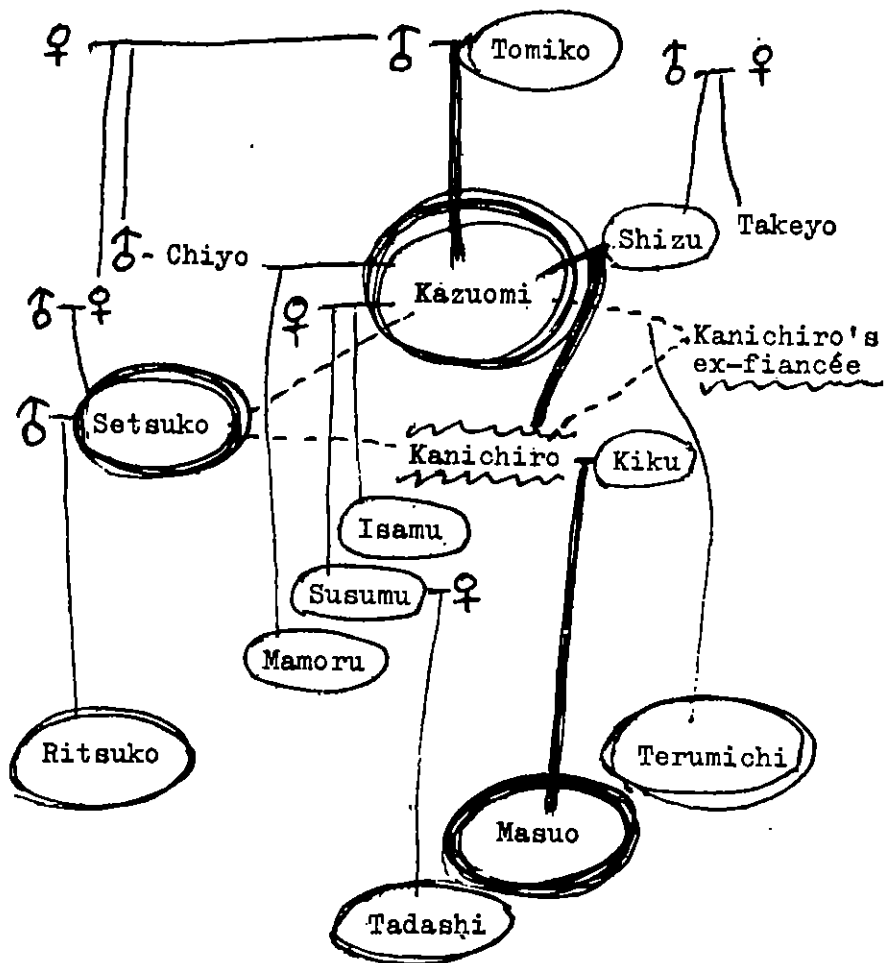 Tomiko
Shizu
Takeyo
Chiyo
Kazuomi
Kanichiro's
ex-fiancée
Setsuko
Kanichiro
Kiku
Isamu
Susumu
Mamoru
Ritsuko
Terumichi
Masuo
Tadashi